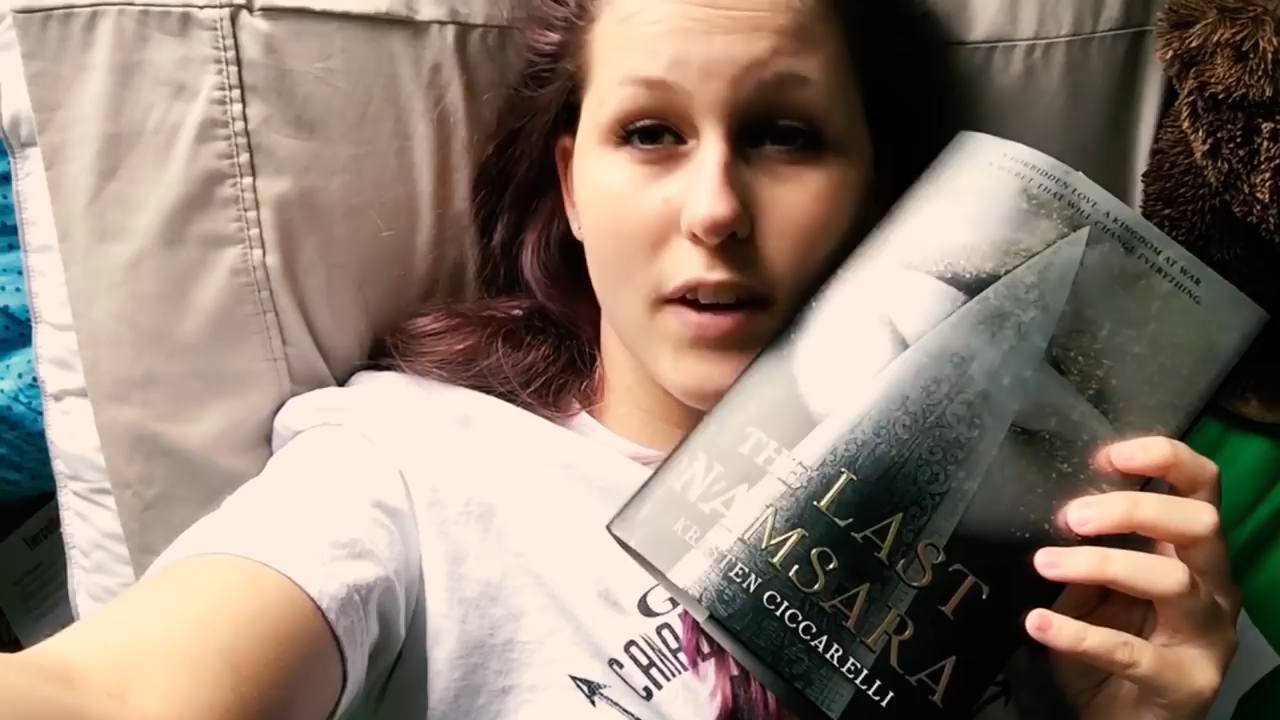 A FORBIDDEN LOVE. A KINGDOM AT WAR
A SECRET THAT WILL CHANGE EVERYTHING.
THE LAST
NAMSARA
KRISTEN CICCARELLI